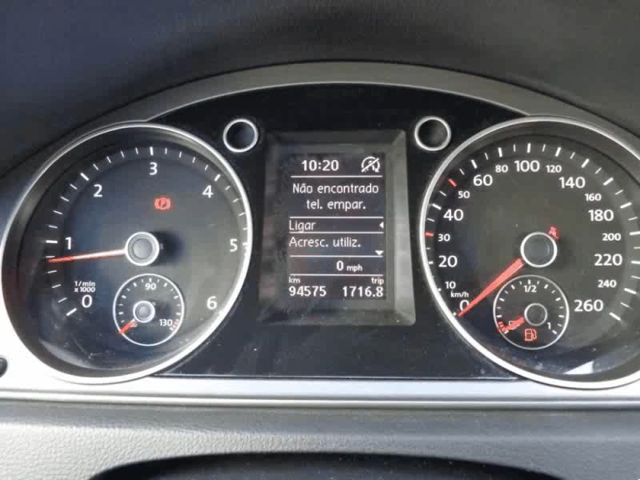 10:20
Não encontrado
tel. empar.
Ligar
Acresc. utiliz.
0 mph
km trip
94575 1716.8
0 1 2 3 4 5 6
1/min
x1000
90
130
0 10 20 30 40 50 60 80 100 120 140 160 180 200 220 240 260
km/h
1/2
1